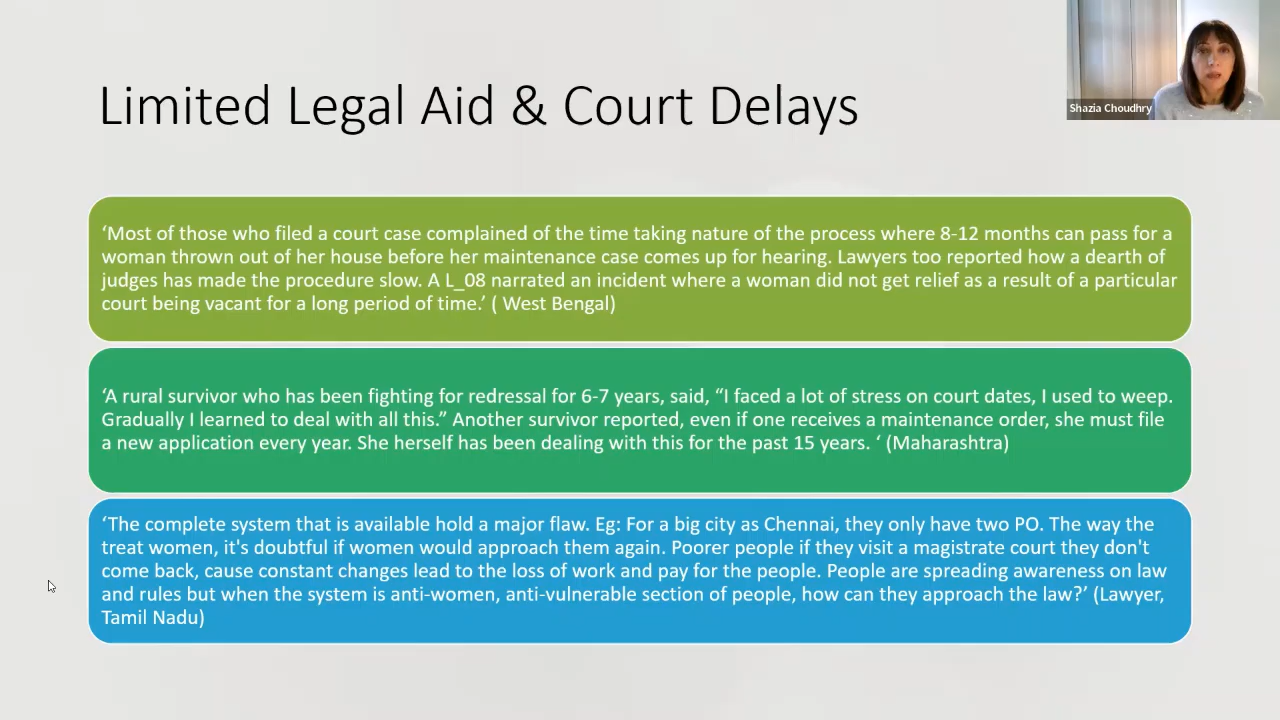 Limited Legal Aid & Court Delays
Shazia Choudhry
‘Most of those who filed a court case complained of the time taking nature of the process where 8-12 months can pass for a
woman thrown out of her house before her maintenance case comes up for hearing. Lawyers too reported how a dearth of
judges has made the procedure slow. A L_08 narrated an incident where a woman did not get relief as a result of a particular
court being vacant for a long period of time.’ ( West Bengal)
‘A rural survivor who has been fighting for redressal for 6-7 years, said, “I faced a lot of stress on court dates, I used to weep.
Gradually I learned to deal with all this.” Another survivor reported, even if one receives a maintenance order, she must file
a new application every year. She herself has been dealing with this for the past 15 years. ‘ (Maharashtra)
‘The complete system that is available hold a major flaw. Eg: For a big city as Chennai, they only have two PO. The way the
treat women, it's doubtful if women would approach them again. Poorer people if they visit a magistrate court they don't
come back, cause constant changes lead to the loss of work and pay for the people. People are spreading awareness on law
and rules but when the system is anti-women, anti-vulnerable section of people, how can they approach the law?’ (Lawyer,
Tamil Nadu)